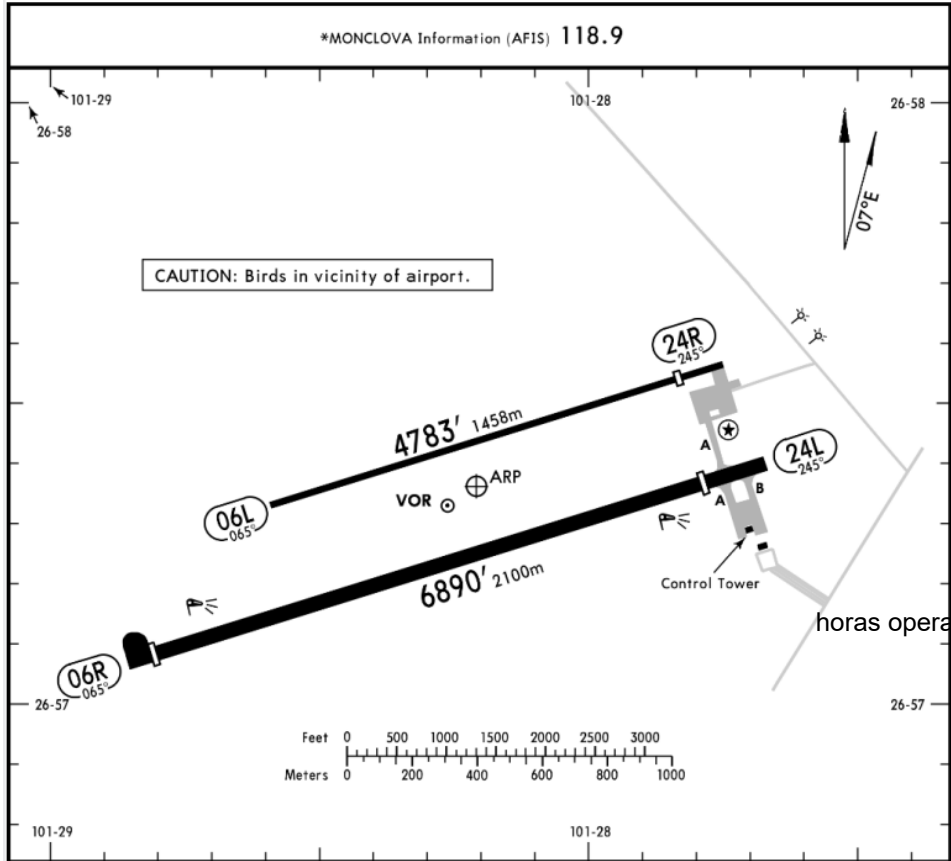 *MONCLOVA Information (AFIS) 118.9
101-29
101-28
26-58
26-58
07°E
CAUTION: Birds in vicinity of airport.
24R
245°
4783' 1458m
A
24L
245°
ARP
VOR
A
B
06L
065°
6890' 2100m
Control Tower
horas opera
06R
065°
26-57
26-57
Feet 0 500 1000 1500 2000 2500 3000
Meters 0 200 400 600 800 1000
101-29
101-28